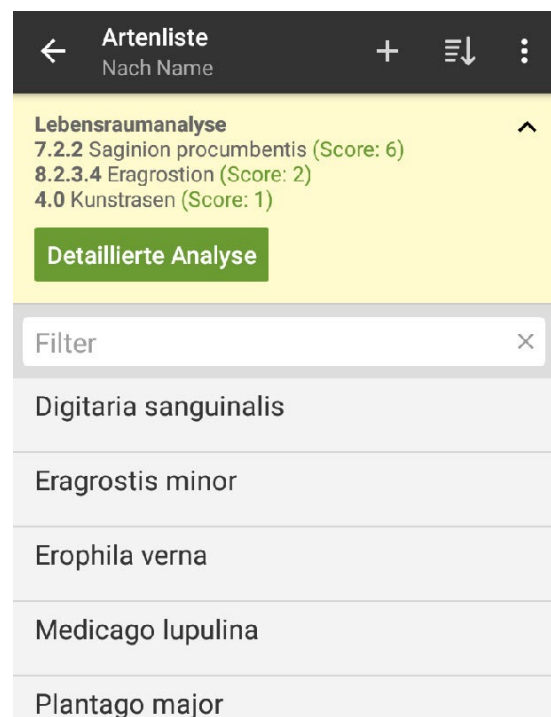 Artenliste
Nach Name
Lebensraumanalyse
7.2.2 Saginion procumbentis (Score: 6)
8.2.3.4 Eragrostion (Score: 2)
4.0 Kunstrasen (Score: 1)
Detaillierte Analyse
Filter
Digitaria sanguinalis
Eragrostis minor
Erophila verna
Medicago lupulina
Plantago major